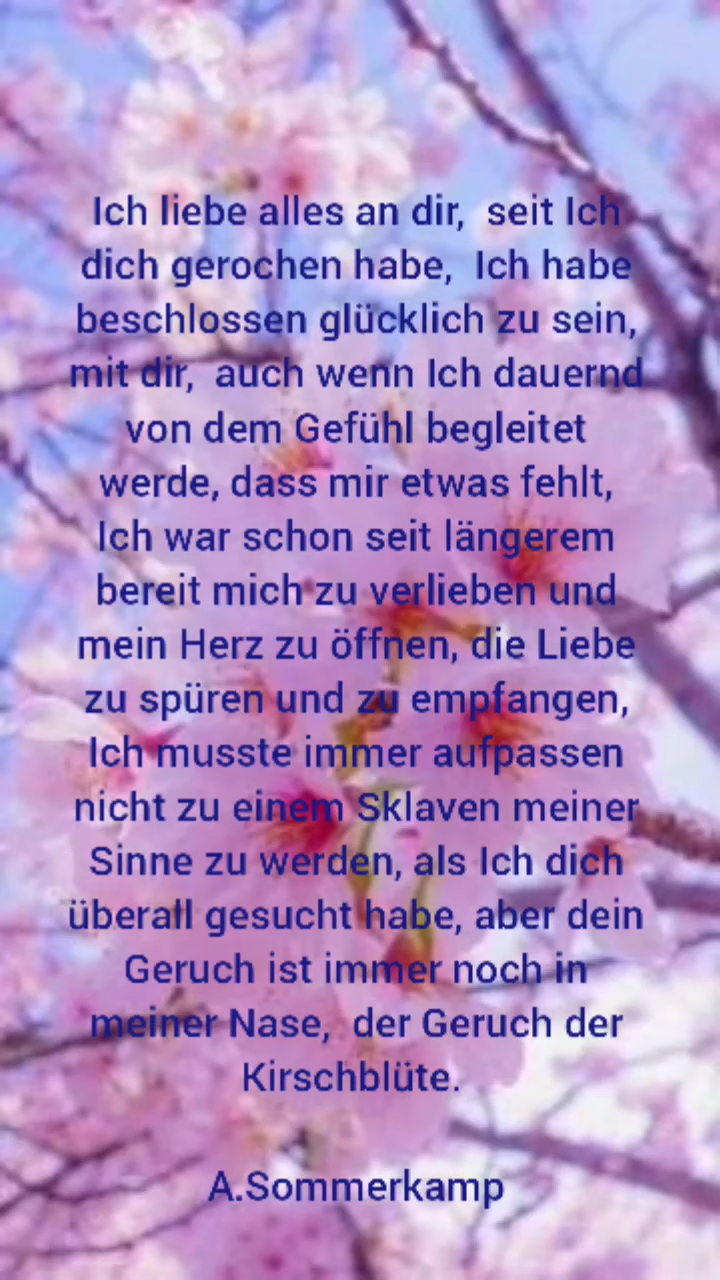 Ich liebe alles an dir,  seit Ich
dich gerochen habe,  Ich habe
beschlossen glücklich zu sein,
mit dir,  auch wenn Ich dauernd
von dem Gefühl begleitet
werde, dass mir etwas fehlt,
Ich war schon seit längerem
bereit mich zu verlieben und
mein Herz zu öffnen, die Liebe
zu spüren und zu empfangen,
Ich musste immer aufpassen
nicht zu einem Sklaven meiner
Sinne zu werden, als Ich dich
überall gesucht habe, aber dein
Geruch ist immer noch in
meiner Nase,  der Geruch der
Kirschblüte.
A.Sommerkamp